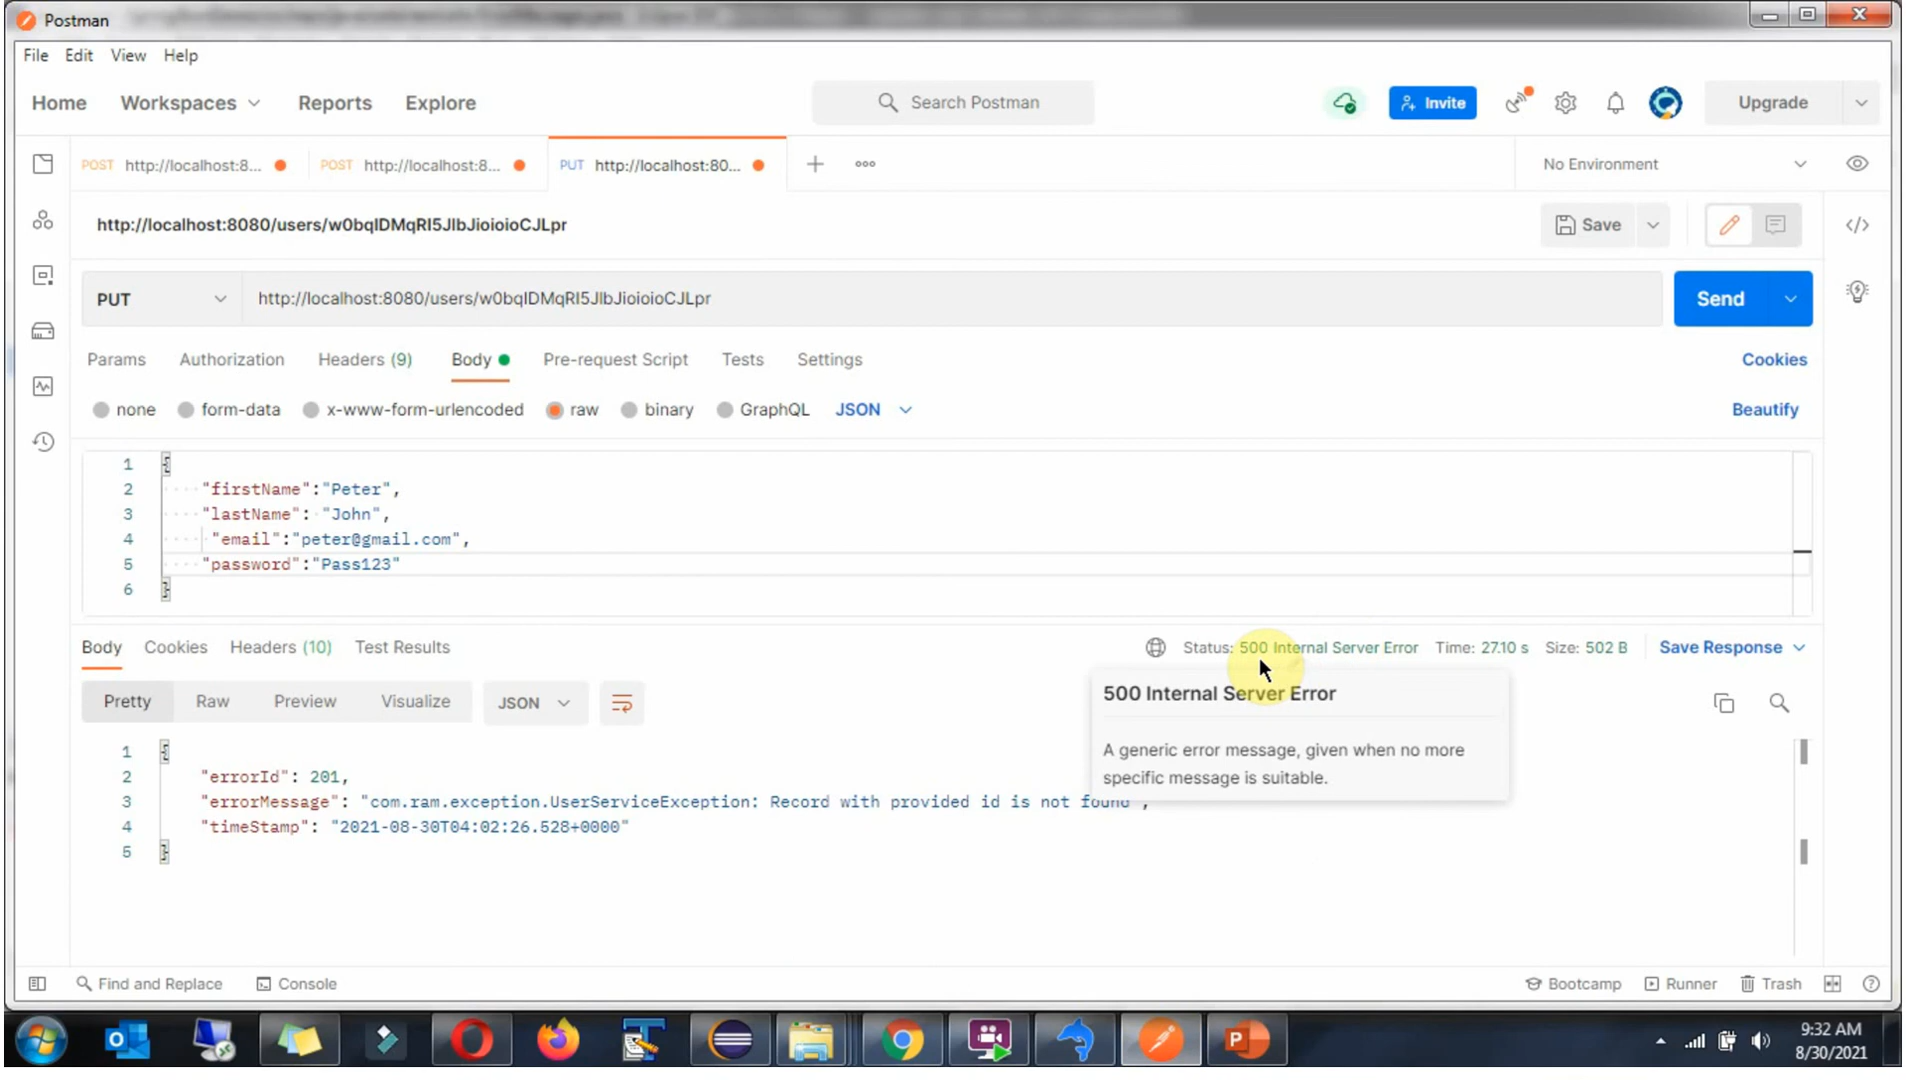 Postman
File Edit View Help
Home Workspaces Reports Explore Search Postman Invite Upgrade
POST http://localhost:8... POST http://localhost:8... PUT http://localhost:80... No Environment
http://localhost:8080/users/w0bqIDMqRI5JIbJioioioCJLpr Save
PUT http://localhost:8080/users/w0bqIDMqRI5JIbJioioioCJLpr Send
Params Authorization Headers (9) Body Pre-request Script Tests Settings Cookies
none form-data x-www-form-urlencoded raw binary GraphQL JSON Beautify
1 {
2 "firstName":"Peter",
3 "lastName": "John",
4 "email":"peter@gmail.com",
5 "password":"Pass123"
6 }
Body Cookies Headers (10) Test Results Status: 500 Internal Server Error Time: 27.10 s Size: 502 B Save Response
Pretty Raw Preview Visualize JSON
500 Internal Server Error
A generic error message, given when no more
specific message is suitable.
1 {
2 "errorId": 201,
3 "errorMessage": "com.ram.exception.UserServiceException: Record with provided id is not found",
4 "timeStamp": "2021-08-30T04:02:26.528+0000"
5 }
Find and Replace Console Bootcamp Runner Trash
9:32 AM
8/30/2021